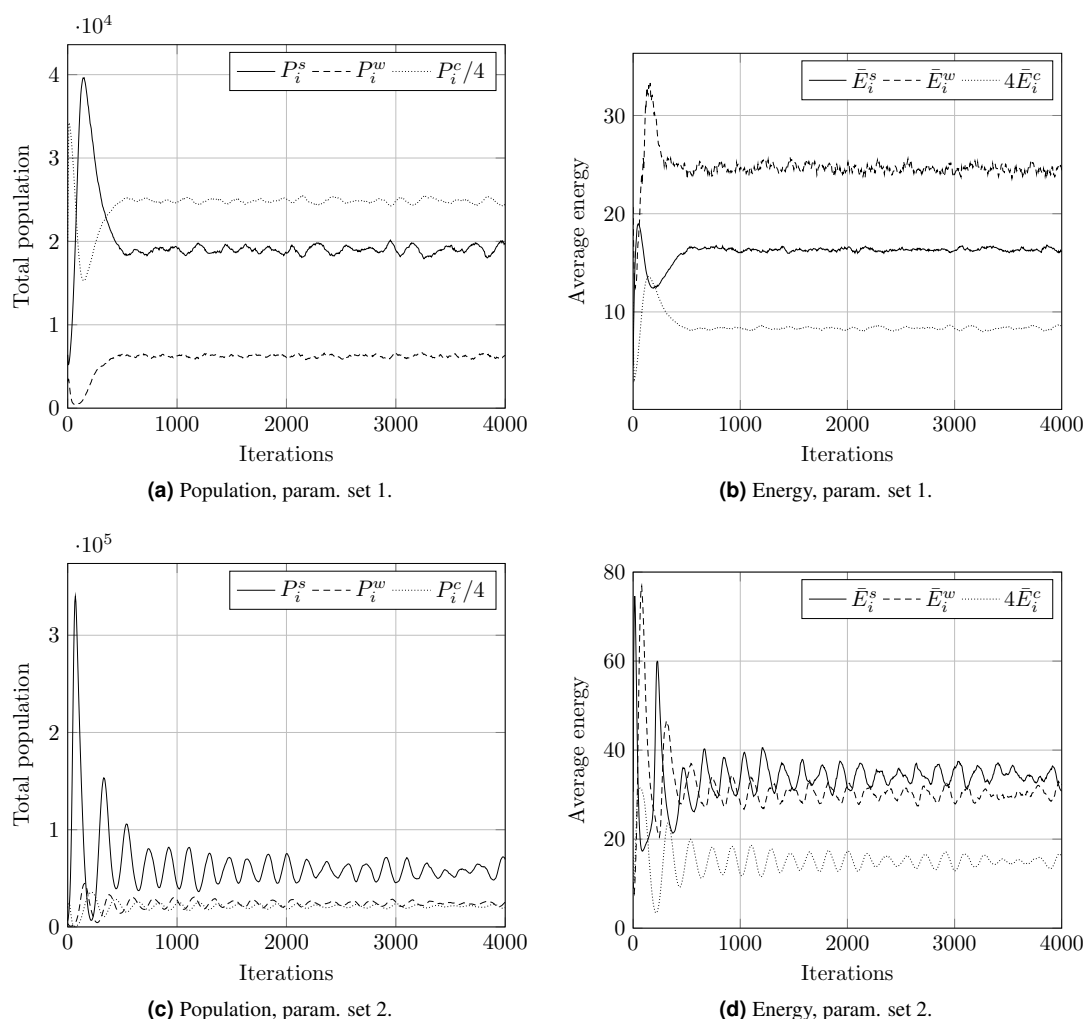 ·10⁴
P_i^s P_i^w P_i^c/4
4
3
2
1
0
Total population
0 1000 2000 3000 4000
Iterations
(a) Population, param. set 1.
Ē_i^s Ē_i^w 4Ē_i^c
30
20
10
Average energy
0 1000 2000 3000 4000
Iterations
(b) Energy, param. set 1.
·10⁵
P_i^s P_i^w P_i^c/4
3
2
1
0
Total population
0 1000 2000 3000 4000
Iterations
(c) Population, param. set 2.
80
Ē_i^s Ē_i^w 4Ē_i^c
60
40
20
0
Average energy
0 1000 2000 3000 4000
Iterations
(d) Energy, param. set 2.